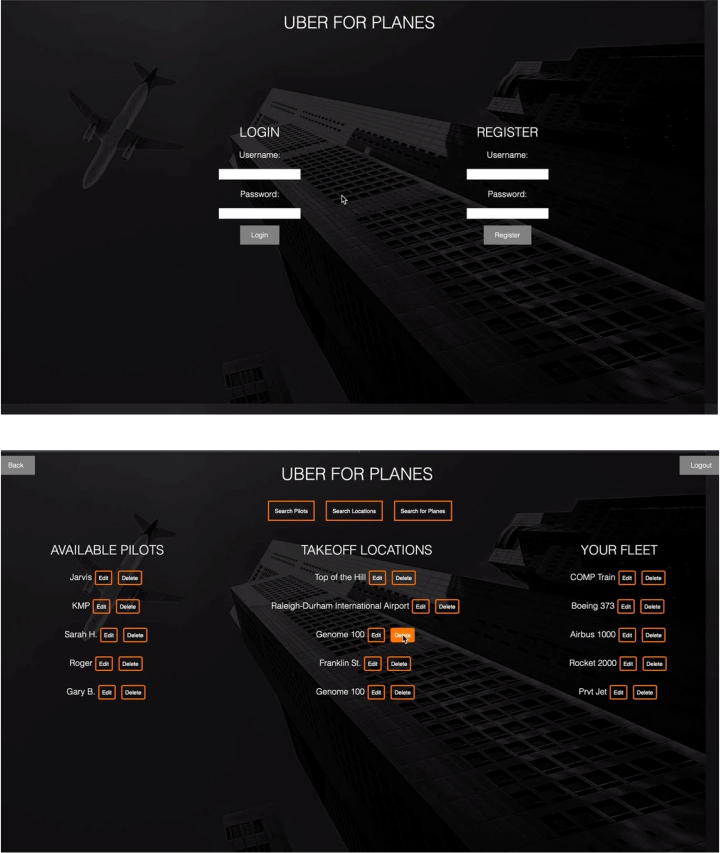 UBER FOR PLANES
LOGIN
Username:
Password:
Login
REGISTER
Username:
Password:
Register
Back
Logout
UBER FOR PLANES
Search Pilots Search Locations Search for Planes
AVAILABLE PILOTS
Jarvis Edit Delete
KMP Edit Delete
Sarah H. Edit Delete
Roger Edit Delete
Gary B. Edit Delete
TAKEOFF LOCATIONS
Top of the Hill Edit Delete
Raleigh-Durham International Airport Edit Delete
Genome 100 Edit Delete
Franklin St. Edit Delete
Genome 100 Edit Delete
YOUR FLEET
COMP Train Edit Delete
Boeing 373 Edit Delete
Airbus 1000 Edit Delete
Rocket 2000 Edit Delete
Prvt Jet Edit Delete